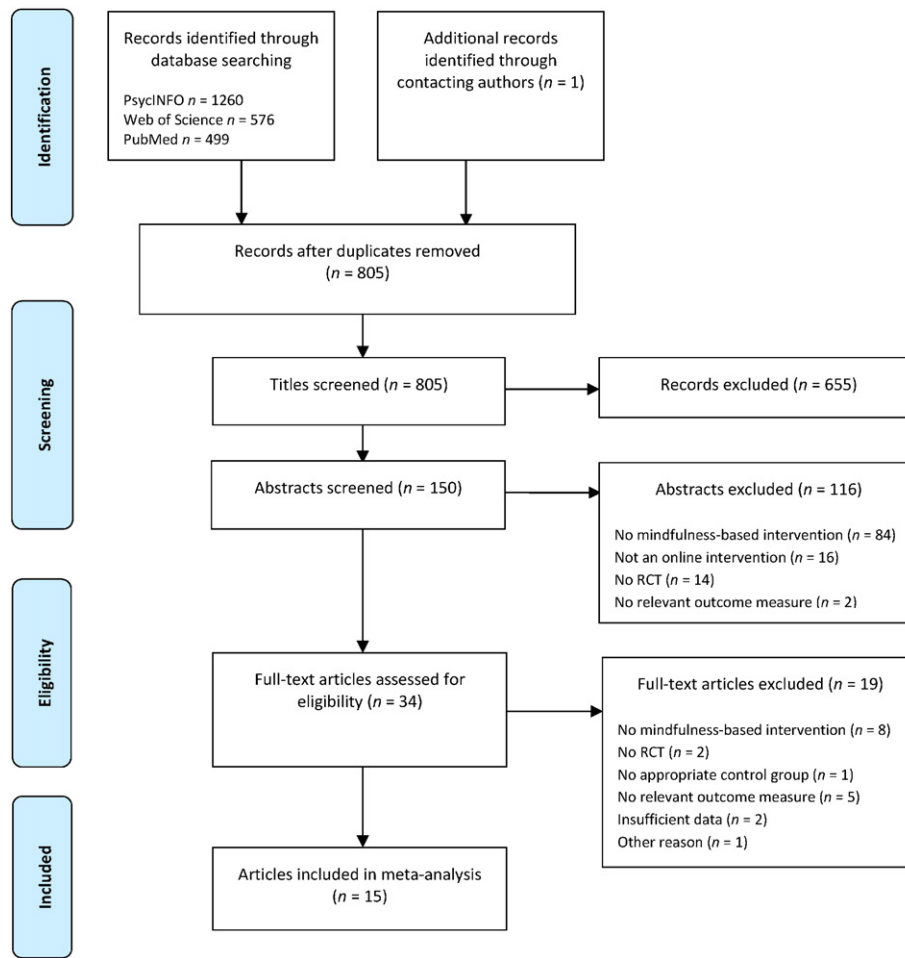 Identification
Records identified through
database searching
PsycINFO n = 1260
Web of Science n = 576
PubMed n = 499
Additional records
identified through
contacting authors (n = 1)
Records after duplicates removed
(n = 805)
Screening
Titles screened (n = 805)
Records excluded (n = 655)
Abstracts screened (n = 150)
Abstracts excluded (n = 116)
No mindfulness-based intervention (n = 84)
Not an online intervention (n = 16)
No RCT (n = 14)
No relevant outcome measure (n = 2)
Eligibility
Full-text articles assessed for
eligibility (n = 34)
Full-text articles excluded (n = 19)
No mindfulness-based intervention (n = 8)
No RCT (n = 2)
No appropriate control group (n = 1)
No relevant outcome measure (n = 5)
Insufficient data (n = 2)
Other reason (n = 1)
Included
Articles included in meta-analysis
(n = 15)